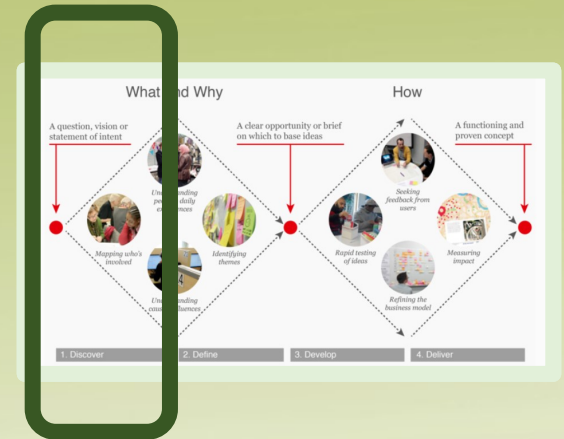 What and Why
How
A question, vision or
statement of intent
A clear opportunity or brief
on which to base ideas
A functioning and
proven concept
Seeking
feedback from
users
daily
Mapping who's
involved
Identifying
themes
Rapid testing
of ideas
Measuring
impact
Refining the
business model
1. Discover
2. Define
3. Develop
4. Deliver